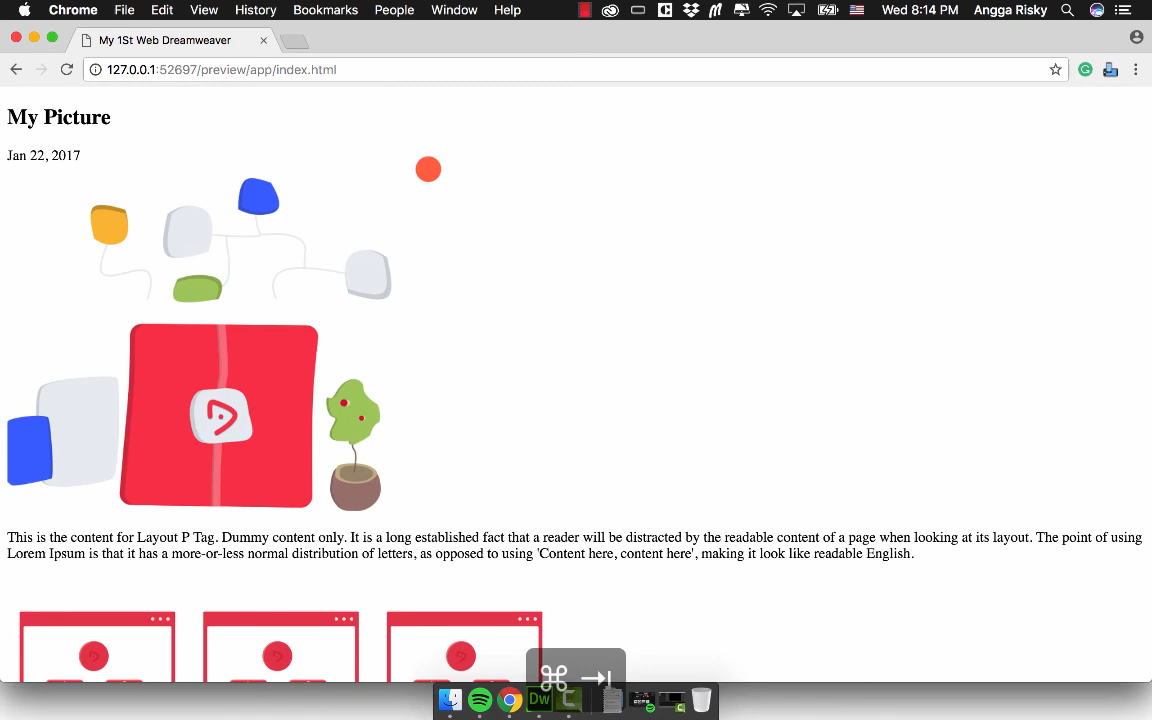 Chrome File Edit View History Bookmarks People Window Help Wed 8:14 PM Angga Risky
My 1St Web Dreamweaver
127.0.0.1:52697/preview/app/index.html
My Picture
Jan 22, 2017
This is the content for Layout P Tag. Dummy content only. It is a long established fact that a reader will be distracted by the readable content of a page when looking at its layout. The point of using
Lorem Ipsum is that it has a more-or-less normal distribution of letters, as opposed to using 'Content here, content here', making it look like readable English.
⌘ ⇥
Dw